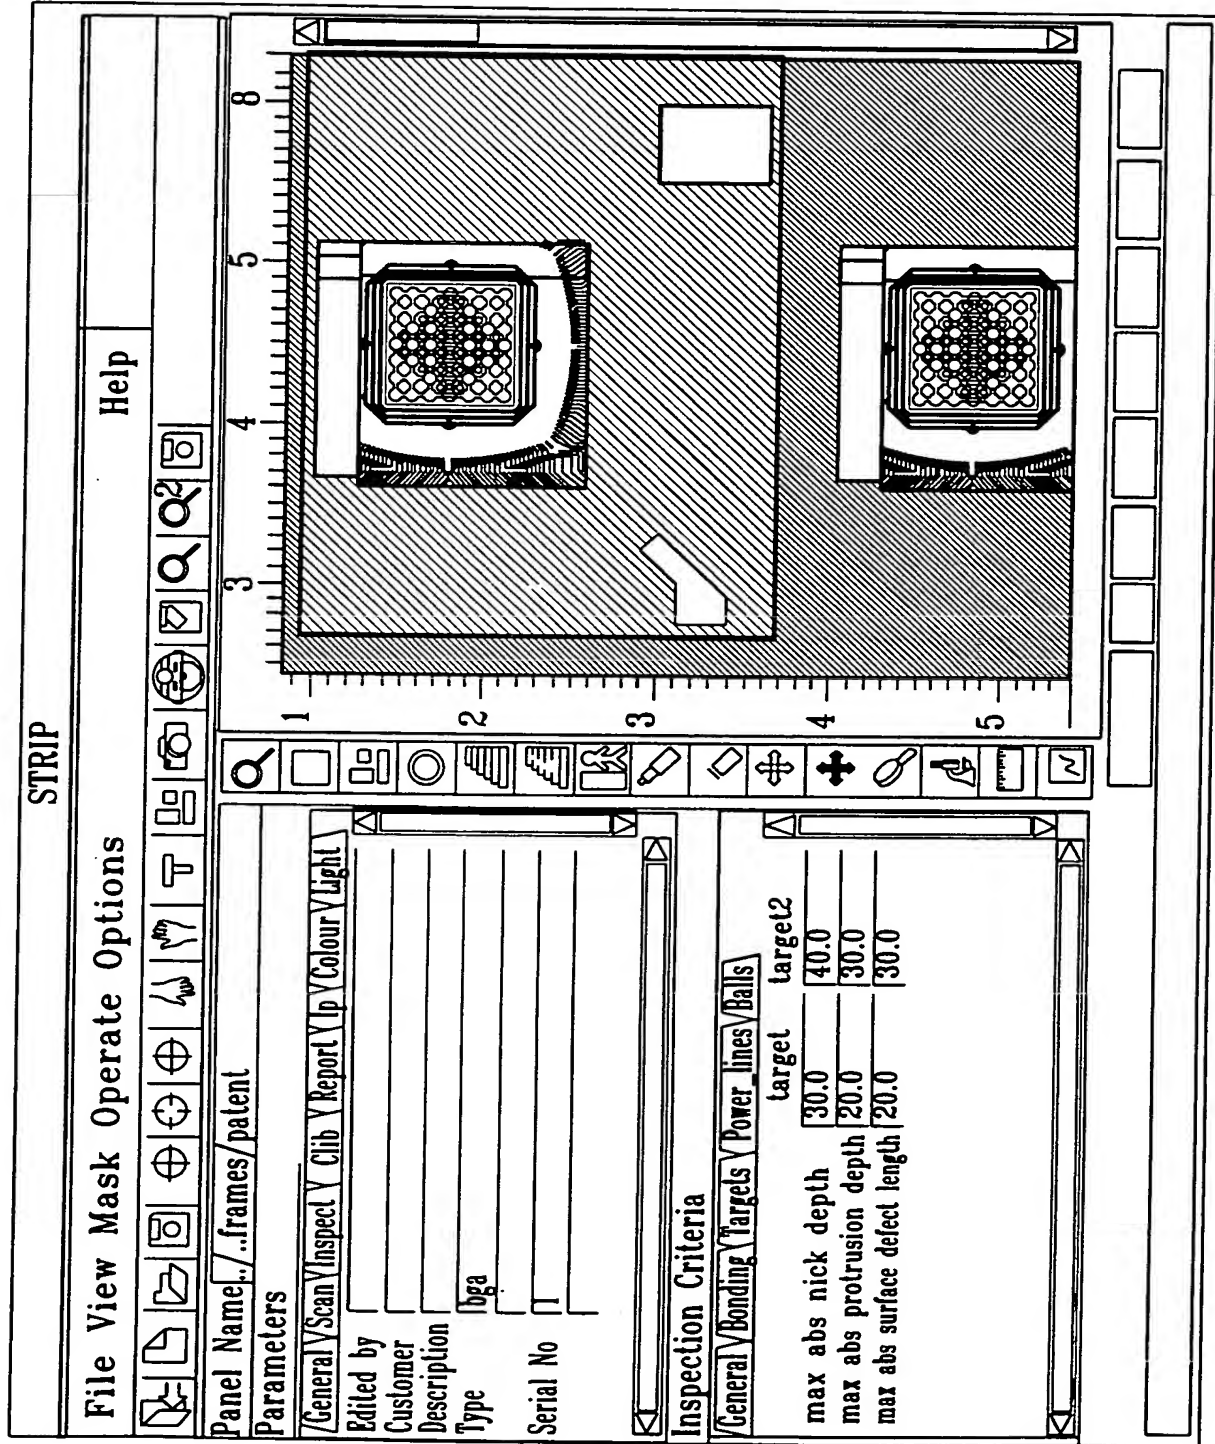 STRIP
File View Mask Operate Options Help
2
Panel Name ../..frames/patent
Parameters
General Scan Inspect Clib Report Ip Colour Light
Edited by
Customer
Description
Type bga
Serial No 1
Inspection Criteria
General Bonding Targets Power_lines Balls
target target2
max abs nick depth 30.0 40.0
max abs protrusion depth 20.0 30.0
max abs surface defect length 20.0 30.0
3 4 5 8
1
2
3
4
5